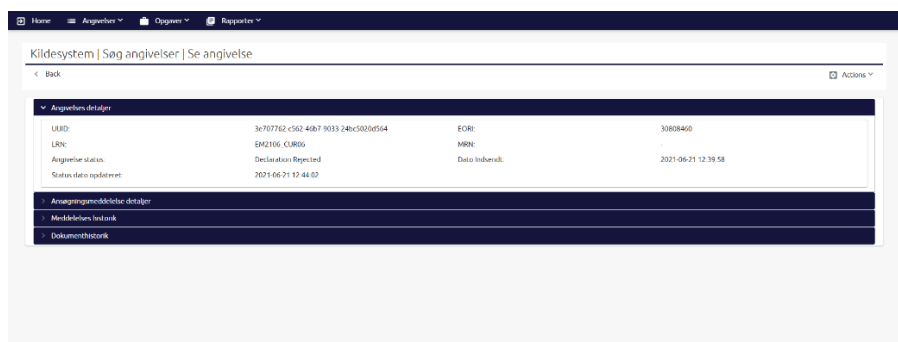 Home Angivelser Opgaver Rapporter
Kildesystem | Søg angivelser | Se angivelse
Back Actions
Angivelses detaljer
UUID: 3e707762-c562-46b7-9033-24bc5020d564 EORI: 30808460
LRN: EM2106_CUR06 MRN: -
Angivelse status: Declaration Rejected Dato Indsendt: 2021-06-21 12:39:58
Status dato opdateret: 2021-06-21 12:44:02
Ansøgningsmeddelelse detaljer
Meddelelses historik
Dokumenthistorik